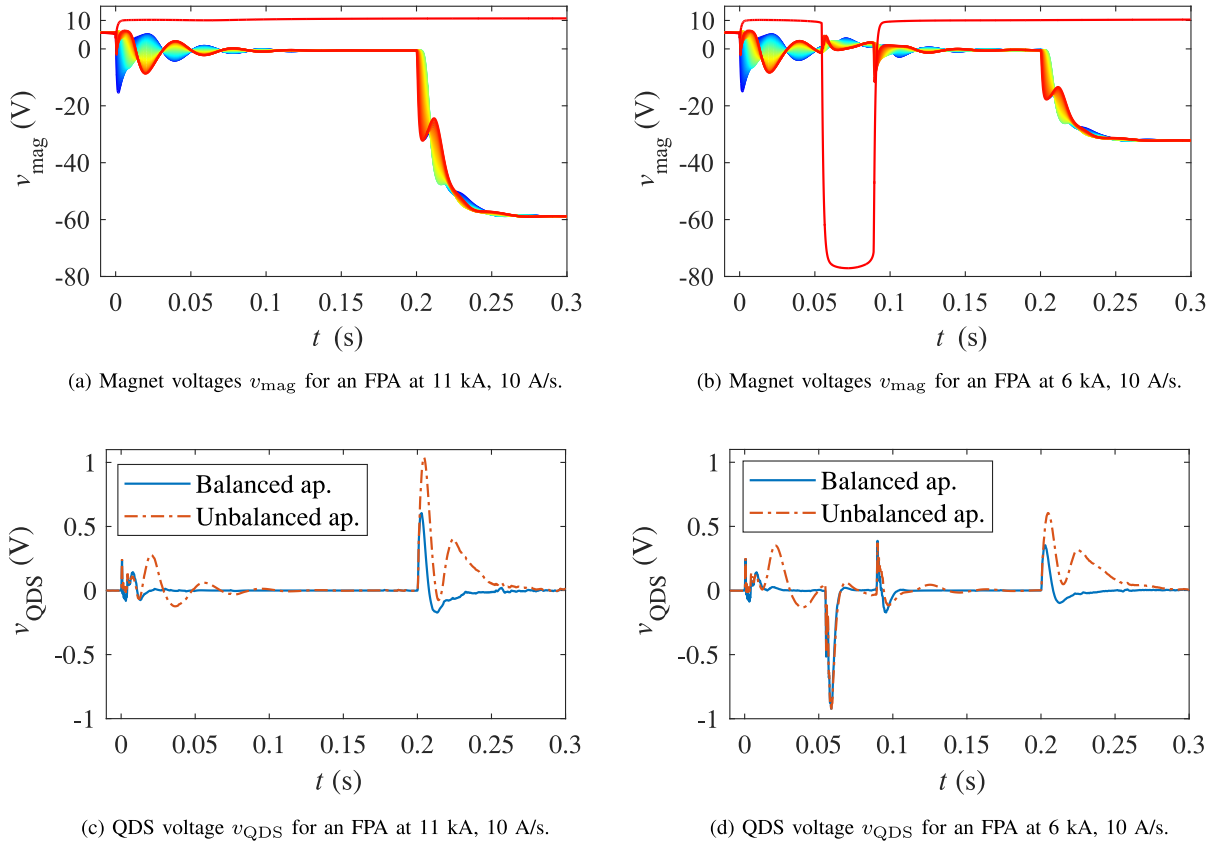 10
0
-20
-40
-60
-80
v_mag (V)
0 0.05 0.1 0.15 0.2 0.25 0.3
t (s)
(a) Magnet voltages v_mag for an FPA at 11 kA, 10 A/s.
10
0
-20
-40
-60
-80
v_mag (V)
0 0.05 0.1 0.15 0.2 0.25 0.3
t (s)
(b) Magnet voltages v_mag for an FPA at 6 kA, 10 A/s.
1
0.5
0
-0.5
-1
v_QDS (V)
Balanced ap.
Unbalanced ap.
0 0.05 0.1 0.15 0.2 0.25 0.3
t (s)
(c) QDS voltage v_QDS for an FPA at 11 kA, 10 A/s.
1
0.5
0
-0.5
-1
v_QDS (V)
Balanced ap.
Unbalanced ap.
0 0.05 0.1 0.15 0.2 0.25 0.3
t (s)
(d) QDS voltage v_QDS for an FPA at 6 kA, 10 A/s.